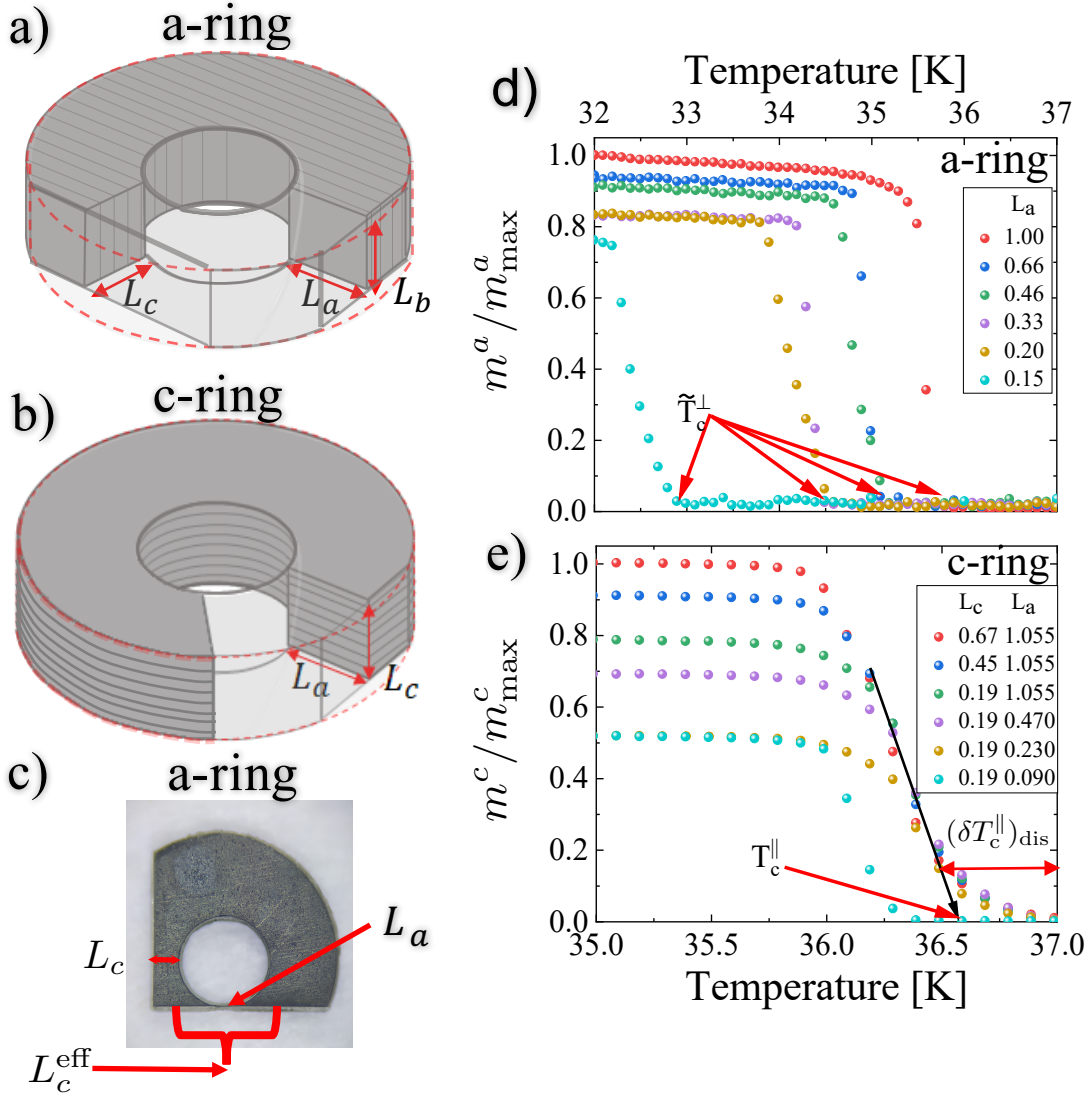 a)
a-ring
L_c
L_a
L_b
b)
c-ring
L_a
L_c
c)
a-ring
L_c
L_a
L_c^eff
d)
Temperature [K]
32 33 34 35 36 37
a-ring
m^a/m^a_max
1.0
0.8
0.6
0.4
0.2
0.0
L_a
1.00
0.66
0.46
0.33
0.20
0.15
T̃_c^⊥
e)
c-ring
m^c/m^c_max
1.0
0.8
0.6
0.4
0.2
0.0
L_c L_a
0.67 1.055
0.45 1.055
0.19 1.055
0.19 0.470
0.19 0.230
0.19 0.090
(δT_c^∥)_dis
T_c^∥
35.0 35.5 36.0 36.5 37.0
Temperature [K]